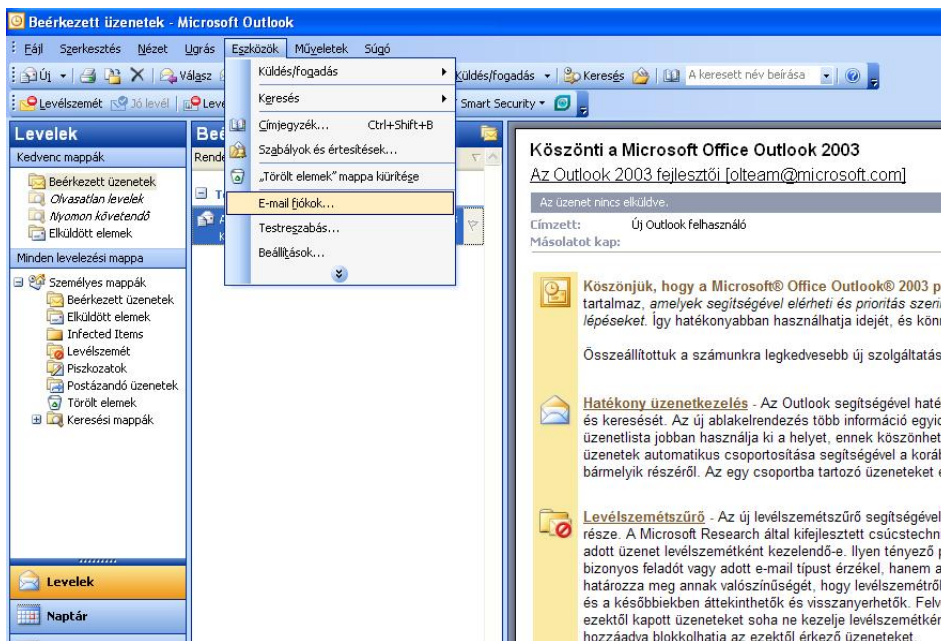 Beérkezett üzenetek - Microsoft Outlook
Fájl Szerkesztés Nézet Ugrás Eszközök Műveletek Súgó
Új Válasz Küldés/fogadás Keresés A keresett név beírása
Levélszemét Jó levél Smart Security
Küldés/fogadás
Keresés
Címjegyzék... Ctrl+Shift+B
Szabályok és értesítések...
„Törölt elemek” mappa kiürítése
E-mail fiókok...
Testreszabás...
Beállítások...
Levelek
Kedvenc mappák
Beérkezett üzenetek
Olvasatlan levelek
Nyomon követendő
Elküldött elemek
Minden levelezési mappa
Személyes mappák
Beérkezett üzenetek
Elküldött elemek
Infected Items
Levélszemét
Piszkozatok
Postázandó üzenetek
Törölt elemek
Keresési mappák
Levelek
Naptár
Köszönti a Microsoft Office Outlook 2003
Az Outlook 2003 fejlesztői [olteam@microsoft.com]
Az üzenet nincs elküldve.
Címzett: Új Outlook felhasználó
Másolatot kap:
Köszönjük, hogy a Microsoft® Office Outlook® 2003 p
tartalmaz, amelyek segítségével elérheti és prioritás szeri
lépéseket. Így hatékonyabban használhatja idejét, és könn
Összeállítottuk a számunkra legkedvesebb új szolgáltatás
Hatékony üzenetkezelés - Az Outlook segítségével haté
és keresését. Az új ablakelrendezés több információ egyid
üzenetlista jobban használja ki a helyet, ennek köszönhet
üzenetek automatikus csoportosítása segítségével a koráb
bármelyik részéről. Az egy csoportba tartozó üzeneteket e
Levélszemétszűrő - Az új levélszemétszűrő segítségével
része. A Microsoft Research által kifejlesztett csúcstechni
adott üzenet levélszemétként kezelendő-e. Ilyen tényező p
bizonyos feladót vagy adott e-mail típust érzékel, hanem a
határozza meg annak valószínűségét, hogy levélszemétről
és a későbbiekben áttekinthetők és visszanyerhetők. Felv
ezektől kapott üzeneteket soha ne kezelje levélszemétkér
hozzáadva blokkolhatja az ezektől érkező üzeneteket.